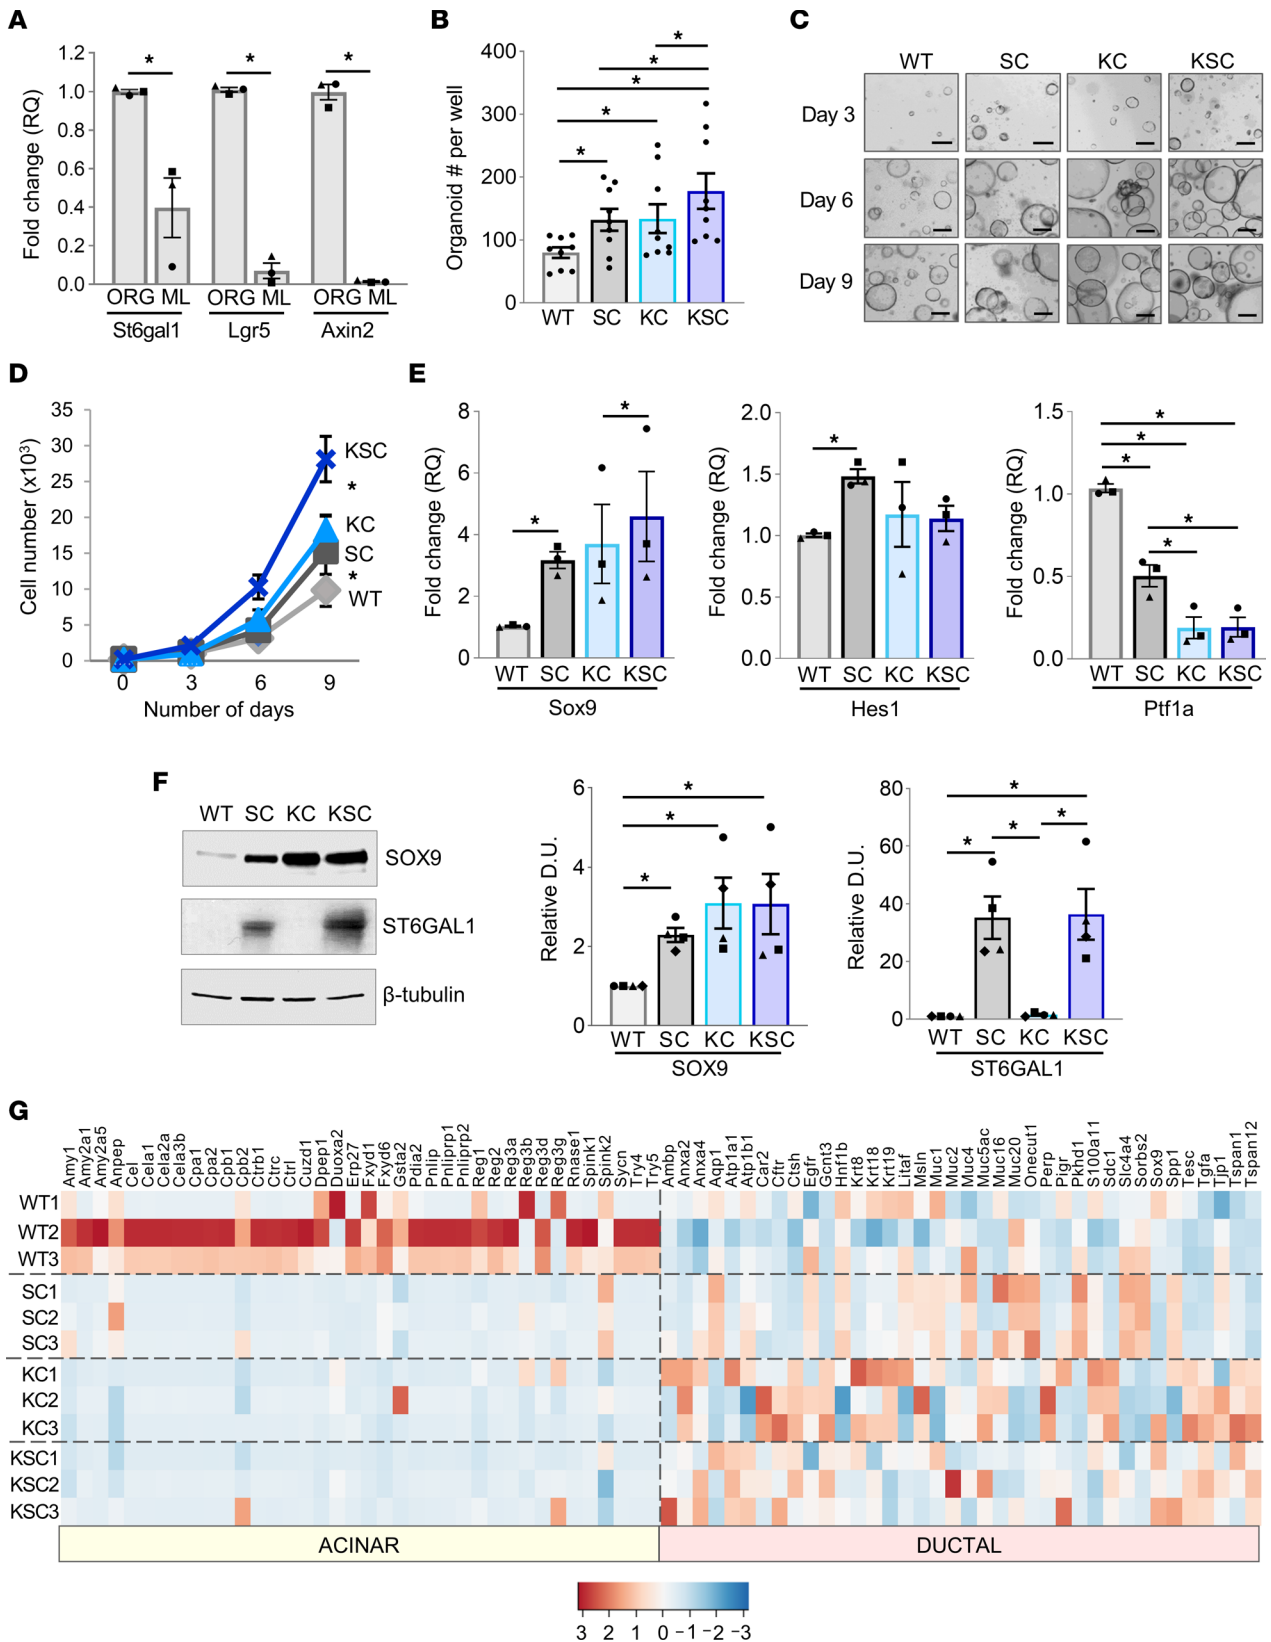 A
Fold change (RQ)
1.2
1.0
0.8
0.6
0.4
0.2
0.0
* * *
ORG ML ORG ML ORG ML
St6gal1 Lgr5 Axin2
B
Organoid # per well
400
300
200
100
0
*
*
*
*
*
WT SC KC KSC
C
WT SC KC KSC
Day 3
Day 6
Day 9
D
Cell number (x10³)
35
30
25
20
15
10
5
0
KSC
*
KC
SC
*
WT
0 3 6 9
Number of days
E
Fold change (RQ)
8
6
4
2
0
*
*
WT SC KC KSC
Sox9
Fold change (RQ)
2.0
1.5
1.0
0.5
0.0
*
WT SC KC KSC
Hes1
Fold change (RQ)
1.5
1.0
0.5
0.0
*
*
*
*
*
WT SC KC KSC
Ptf1a
F
WT SC KC KSC
SOX9
ST6GAL1
β-tubulin
Relative D.U.
6
4
2
0
*
*
*
WT SC KC KSC
SOX9
Relative D.U.
80
60
40
20
0
*
*
*
*
WT SC KC KSC
ST6GAL1
G
Amy1
Amy2a1
Amy2a5
Anpep
Cel
Cela1
Cela2a
Cela3b
Cpa1
Cpa2
Cpb1
Cpb2
Ctrb1
Ctrc
Ctrl
Cuzd1
Dpep1
Duoxa2
Erp27
Fxyd1
Fxyd6
Gsta2
Pdia2
Pnlip
Pnliprp1
Pnliprp2
Reg1
Reg2
Reg3a
Reg3b
Reg3d
Reg3g
Rnase1
Spink1
Spink2
Sycn
Try4
Try5
Ambp
Anxa2
Anxa4
Aqp1
Atp1a1
Atp1b1
Car2
Cftr
Ctsh
Egfr
Gcnt3
Hnf1b
Krt8
Krt18
Krt19
Litaf
Msln
Muc1
Muc2
Muc4
Muc5ac
Muc16
Muc20
Onecut1
Perp
Pigr
Pkhd1
S100a11
Sdc1
Slc4a4
Sorbs2
Sox9
Spp1
Tesc
Tgfa
Tjp1
Tspan1
Tspan12
WT1
WT2
WT3
SC1
SC2
SC3
KC1
KC2
KC3
KSC1
KSC2
KSC3
ACINAR DUCTAL
3 2 1 0 −1 −2 −3